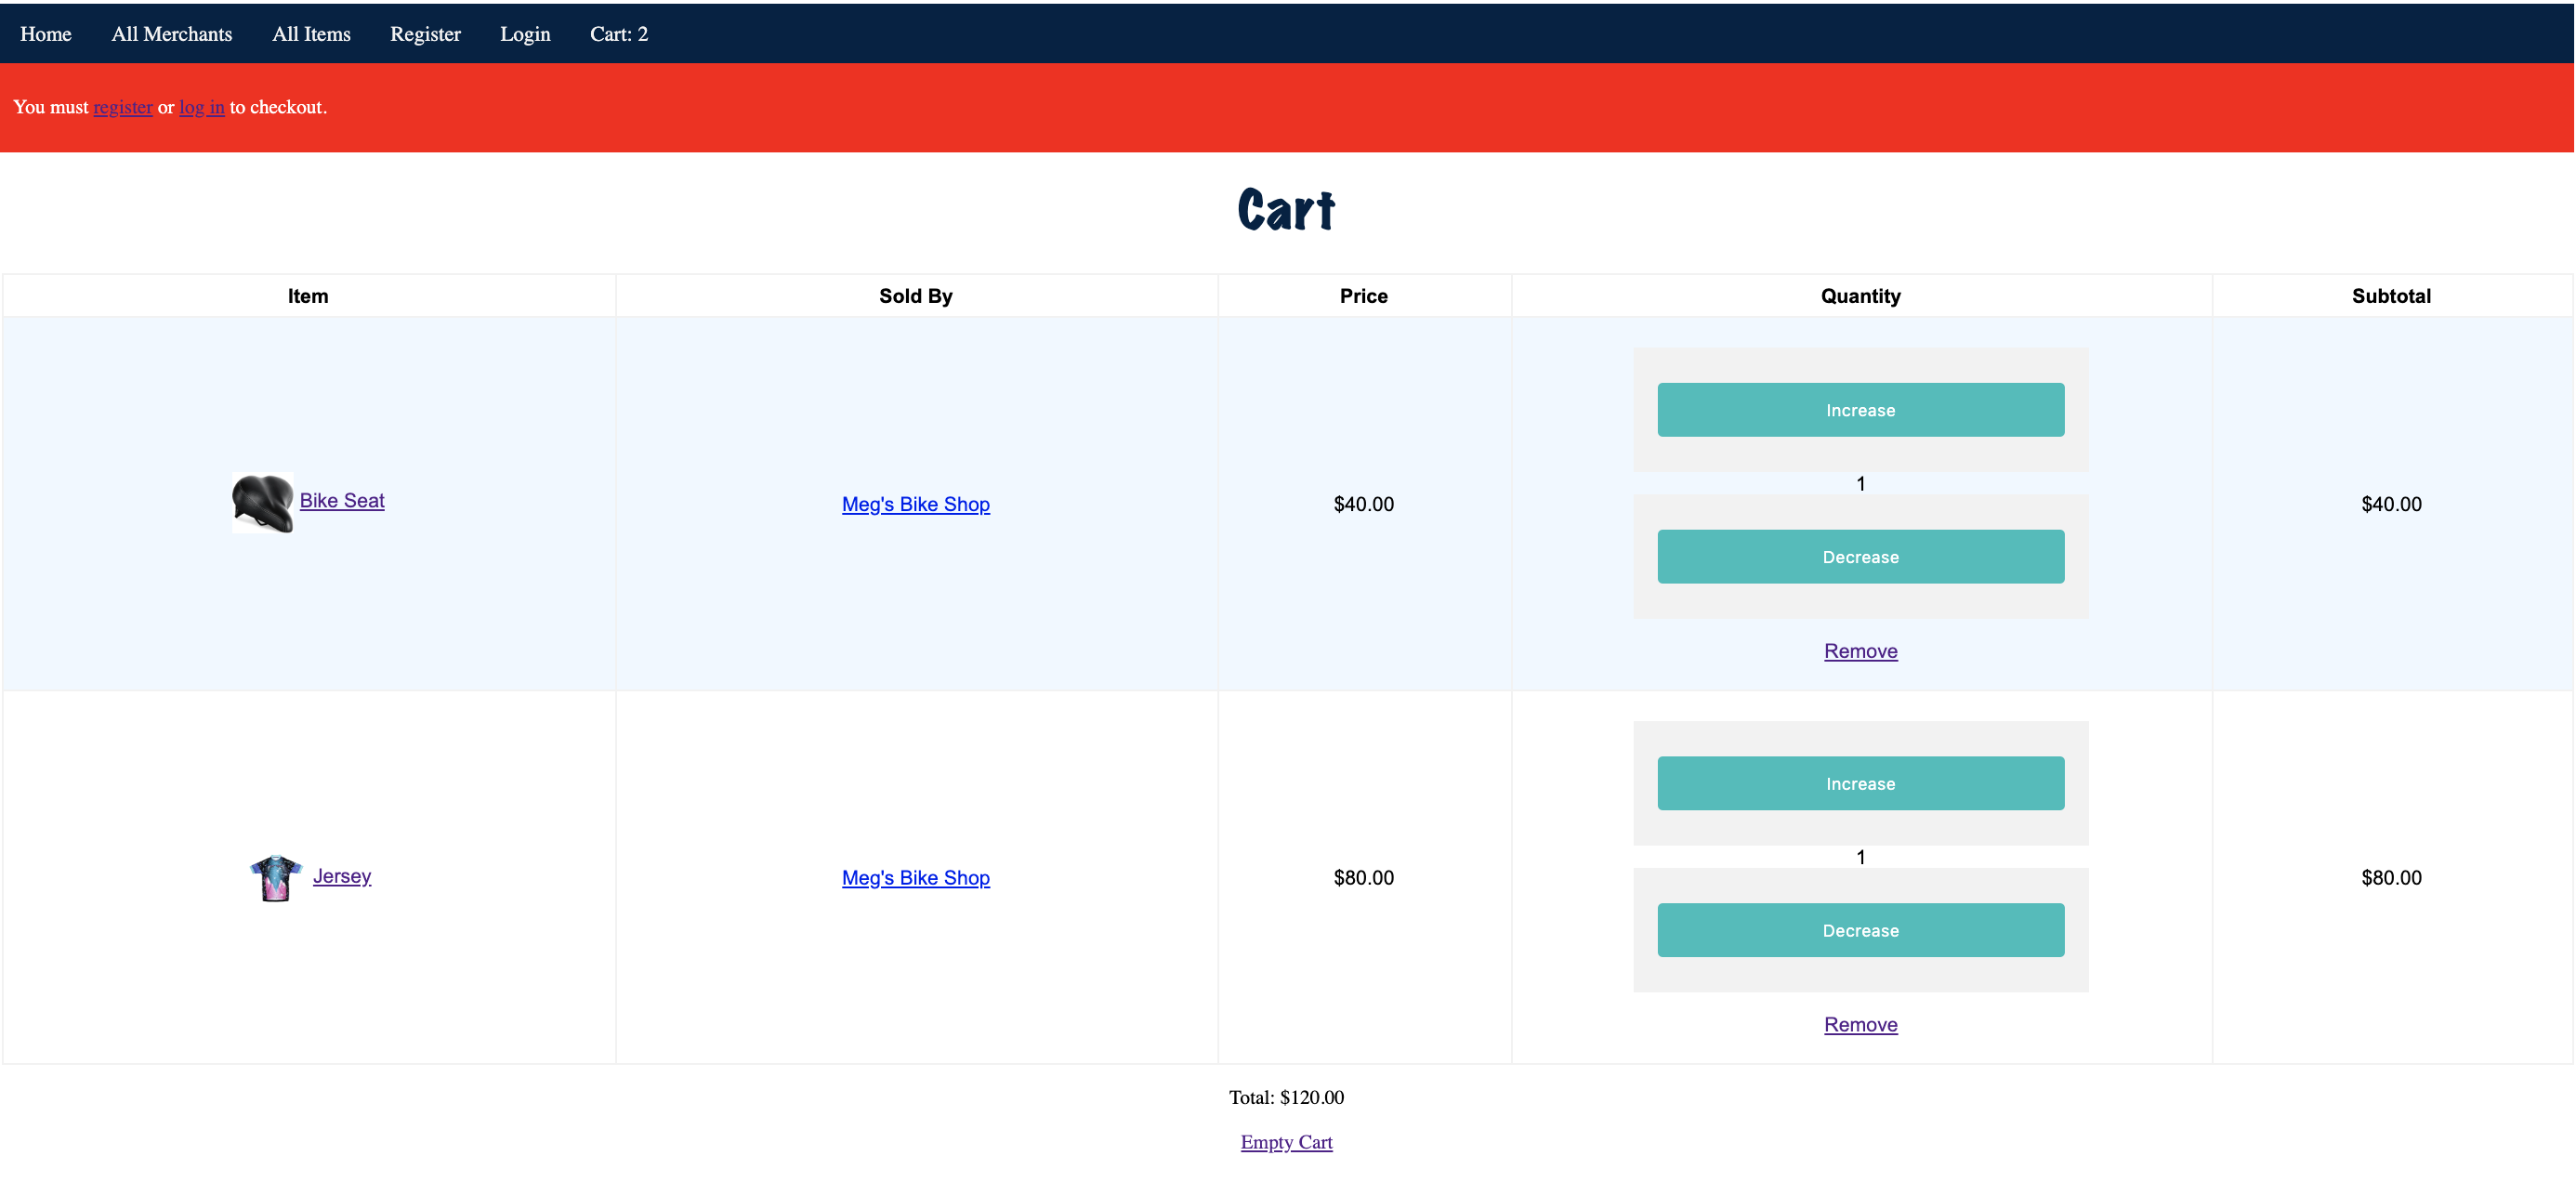 Home All Merchants All Items Register Login Cart: 2
You must register or log in to checkout.
Cart
Item Sold By Price Quantity Subtotal
Increase
Bike Seat Meg's Bike Shop $40.00 1 $40.00
Decrease
Remove
Increase
Jersey Meg's Bike Shop $80.00 1 $80.00
Decrease
Remove
Total: $120.00
Empty Cart